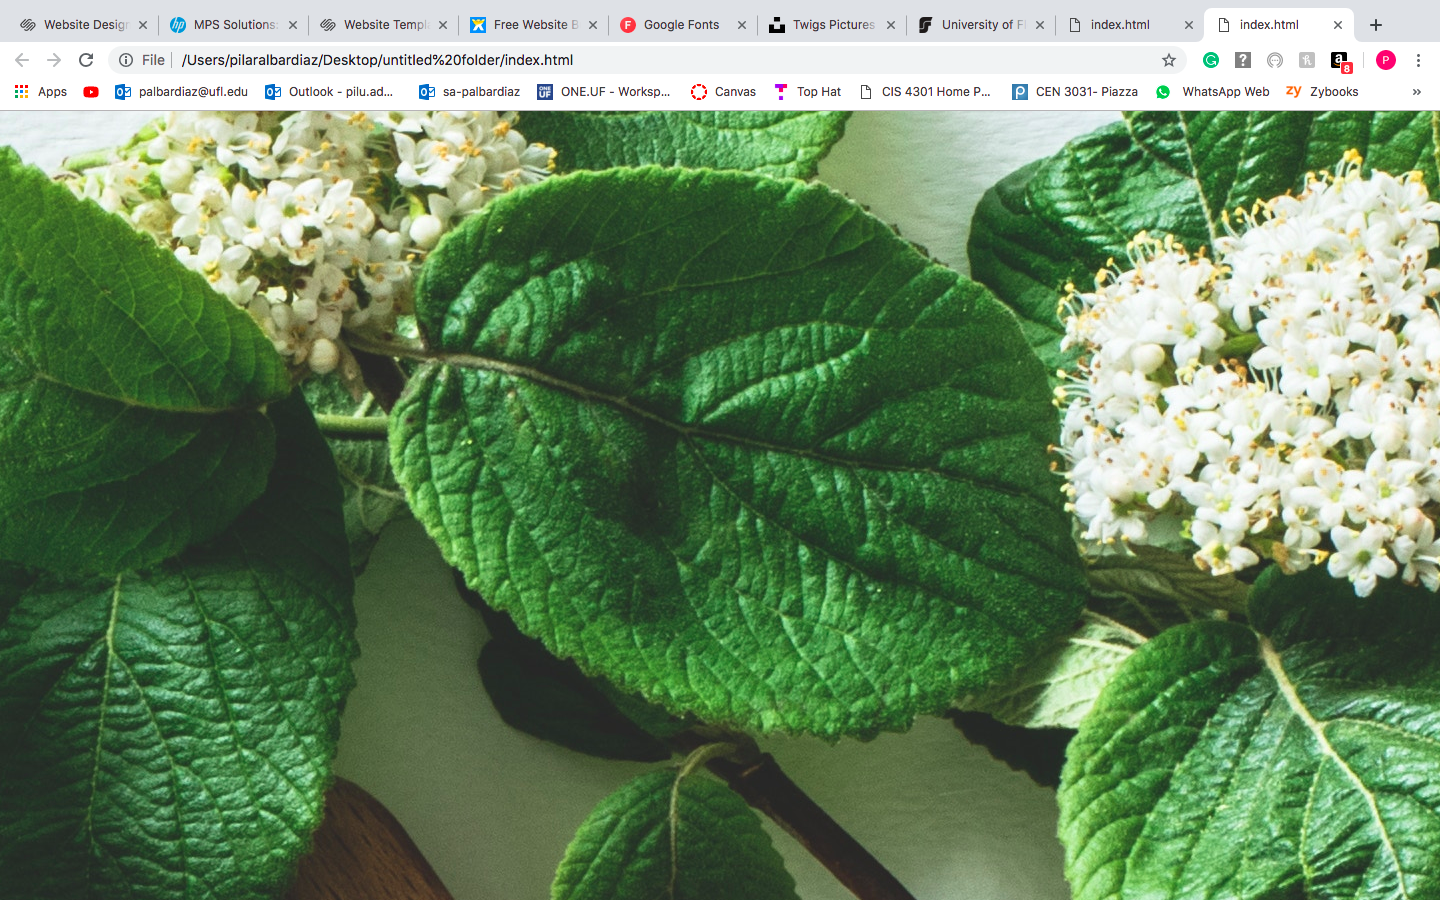 Website Design
MPS Solutions:
Website Templa
Free Website B
Google Fonts
Twigs Pictures
University of Fl
index.html
index.html
File
/Users/pilaralbardiaz/Desktop/untitled%20folder/index.html
8
P
Apps
palbardiaz@ufl.edu
Outlook - pilu.ad...
sa-palbardiaz
ONE.UF - Worksp...
Canvas
Top Hat
CIS 4301 Home P...
CEN 3031- Piazza
WhatsApp Web
Zybooks